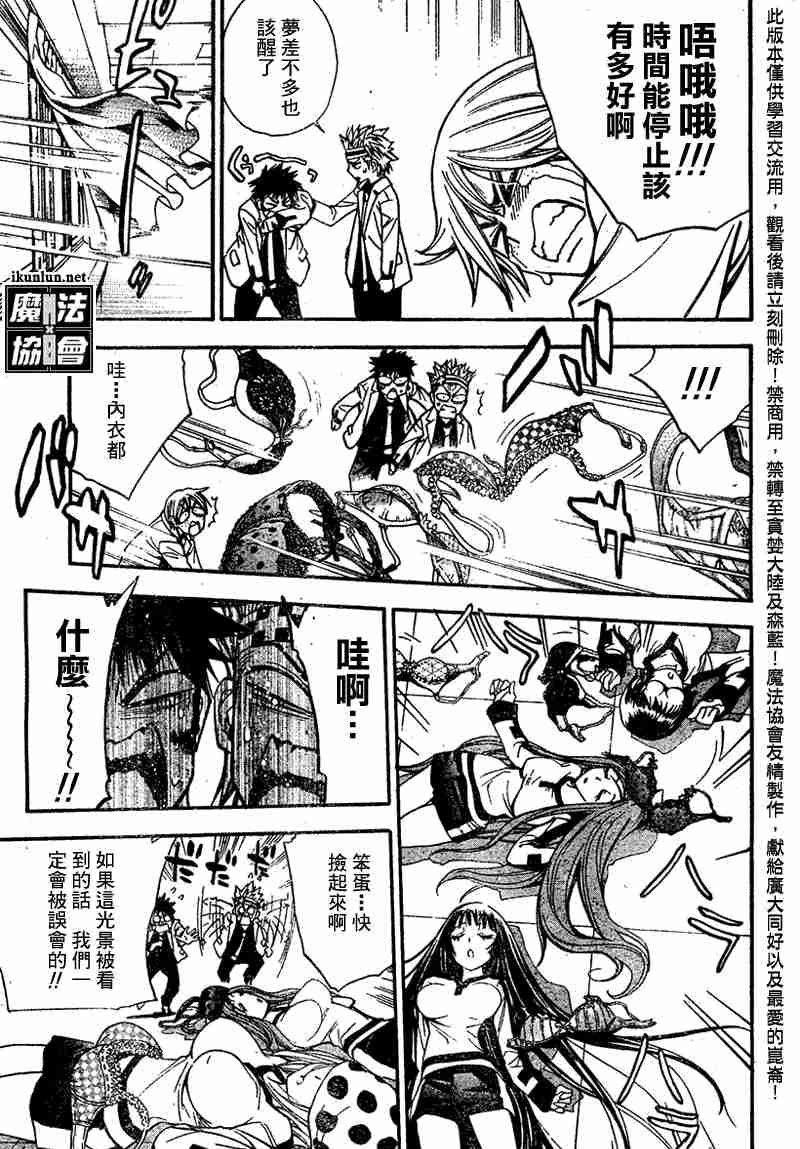 唔哦哦!!!
時間能停止該
有多好啊
夢差不多也
該醒了
ピュ
ikunlun.net
魔法
協會
!!!
哇…內衣都
哇啊…
什麼~~!!
笨蛋…快
撿起來啊
如果這光景被看
到的話 我們一
定會被誤會的!!
此版本僅供學習交流用，觀看後請立刻刪除！禁商用，禁轉至貪婪大陸及森藍！魔法協會友情製作，獻給廣大同好以及最愛的崑崙！